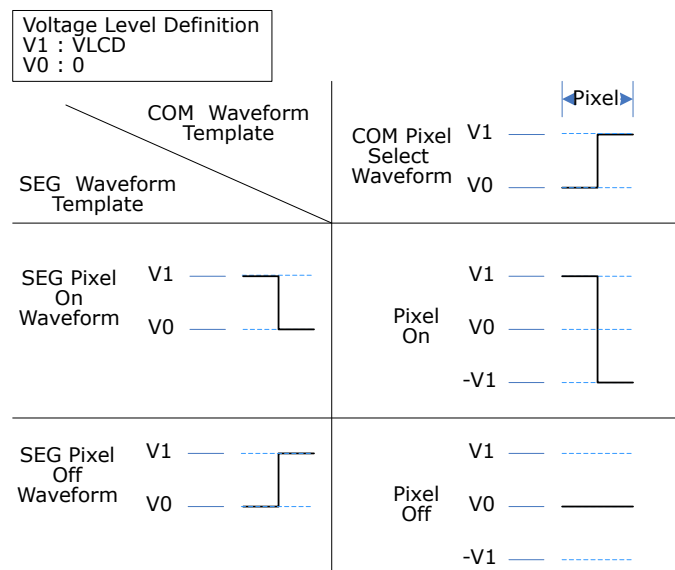 Voltage Level Definition
V1 : VLCD
V0 : 0
COM Waveform
Template
SEG Waveform
Template
Pixel
COM Pixel
Select
Waveform
V1
V0
SEG Pixel
On
Waveform
V1
V0
Pixel
On
V1
V0
-V1
SEG Pixel
Off
Waveform
V1
V0
Pixel
Off
V1
V0
-V1